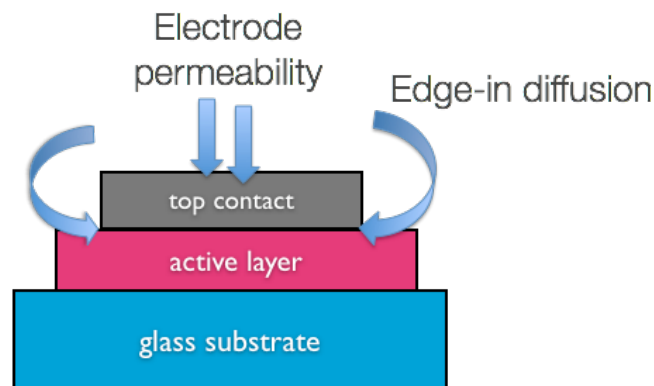 Electrode
permeability
Edge-in diffusion
top contact
active layer
glass substrate